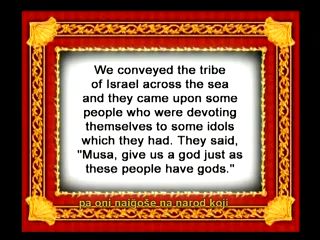 We conveyed the tribe
of Israel across the sea
and they came upon some
people who were devoting
themselves to some idols
which they had. They said,
"Musa, give us a god just as
these people have gods."
pa oni naiğoše na narod koji